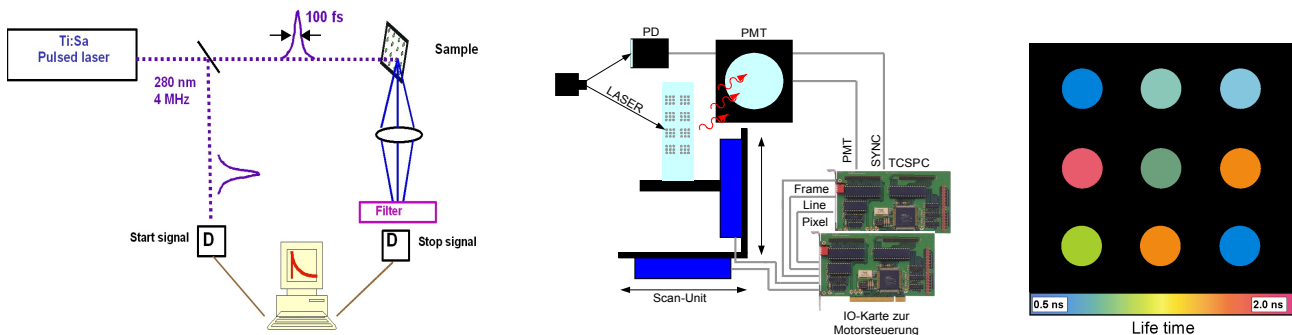 Ti:Sa
Pulsed laser
100 fs
Sample
280 nm
4 MHz
Filter
Start signal
D
D
Stop signal
PD
PMT
LASER
PMT
SYNC
TCSPC
Frame
Line
Pixel
Scan-Unit
IO-Karte zur
Motorsteuerung
0.5 ns
2.0 ns
Life time